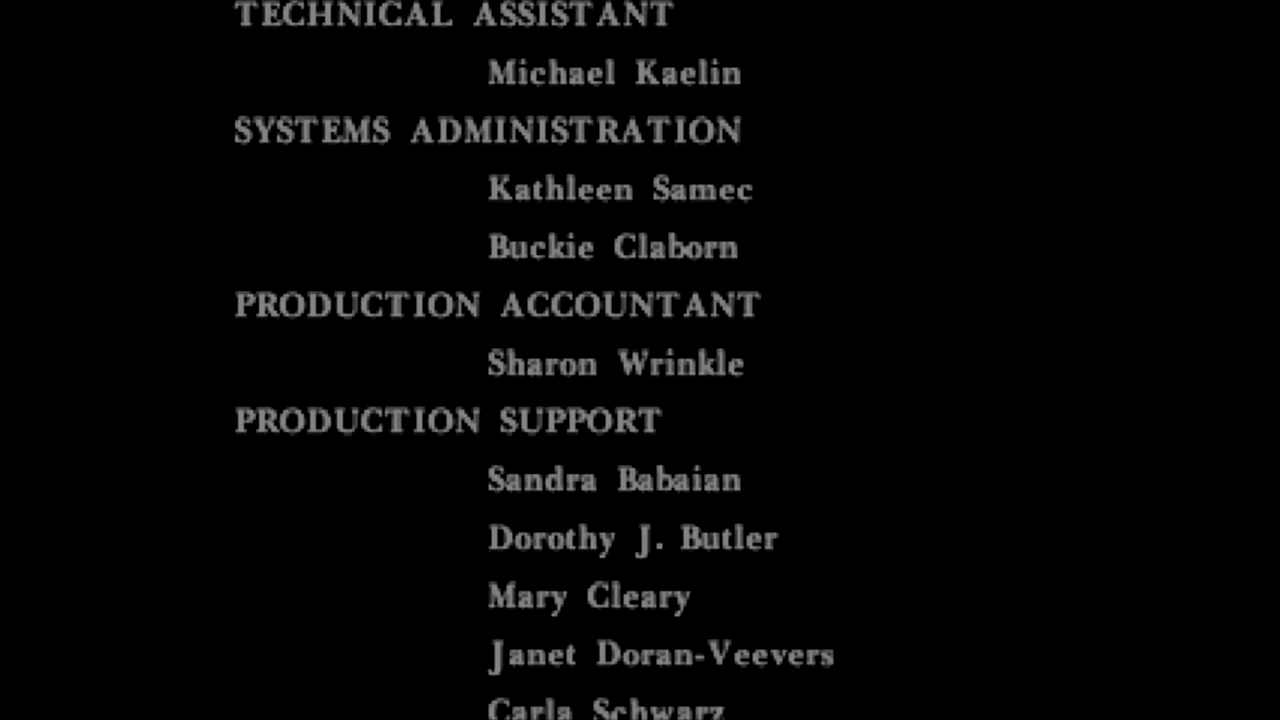 TECHNICAL ASSISTANT
Michael Kaelin
SYSTEMS ADMINISTRATION
Kathleen Samec
Buckie Claborn
PRODUCTION ACCOUNTANT
Sharon Wrinkle
PRODUCTION SUPPORT
Sandra Babaian
Dorothy J. Butler
Mary Cleary
Janet Doran-Veevers
Carla Schwarz